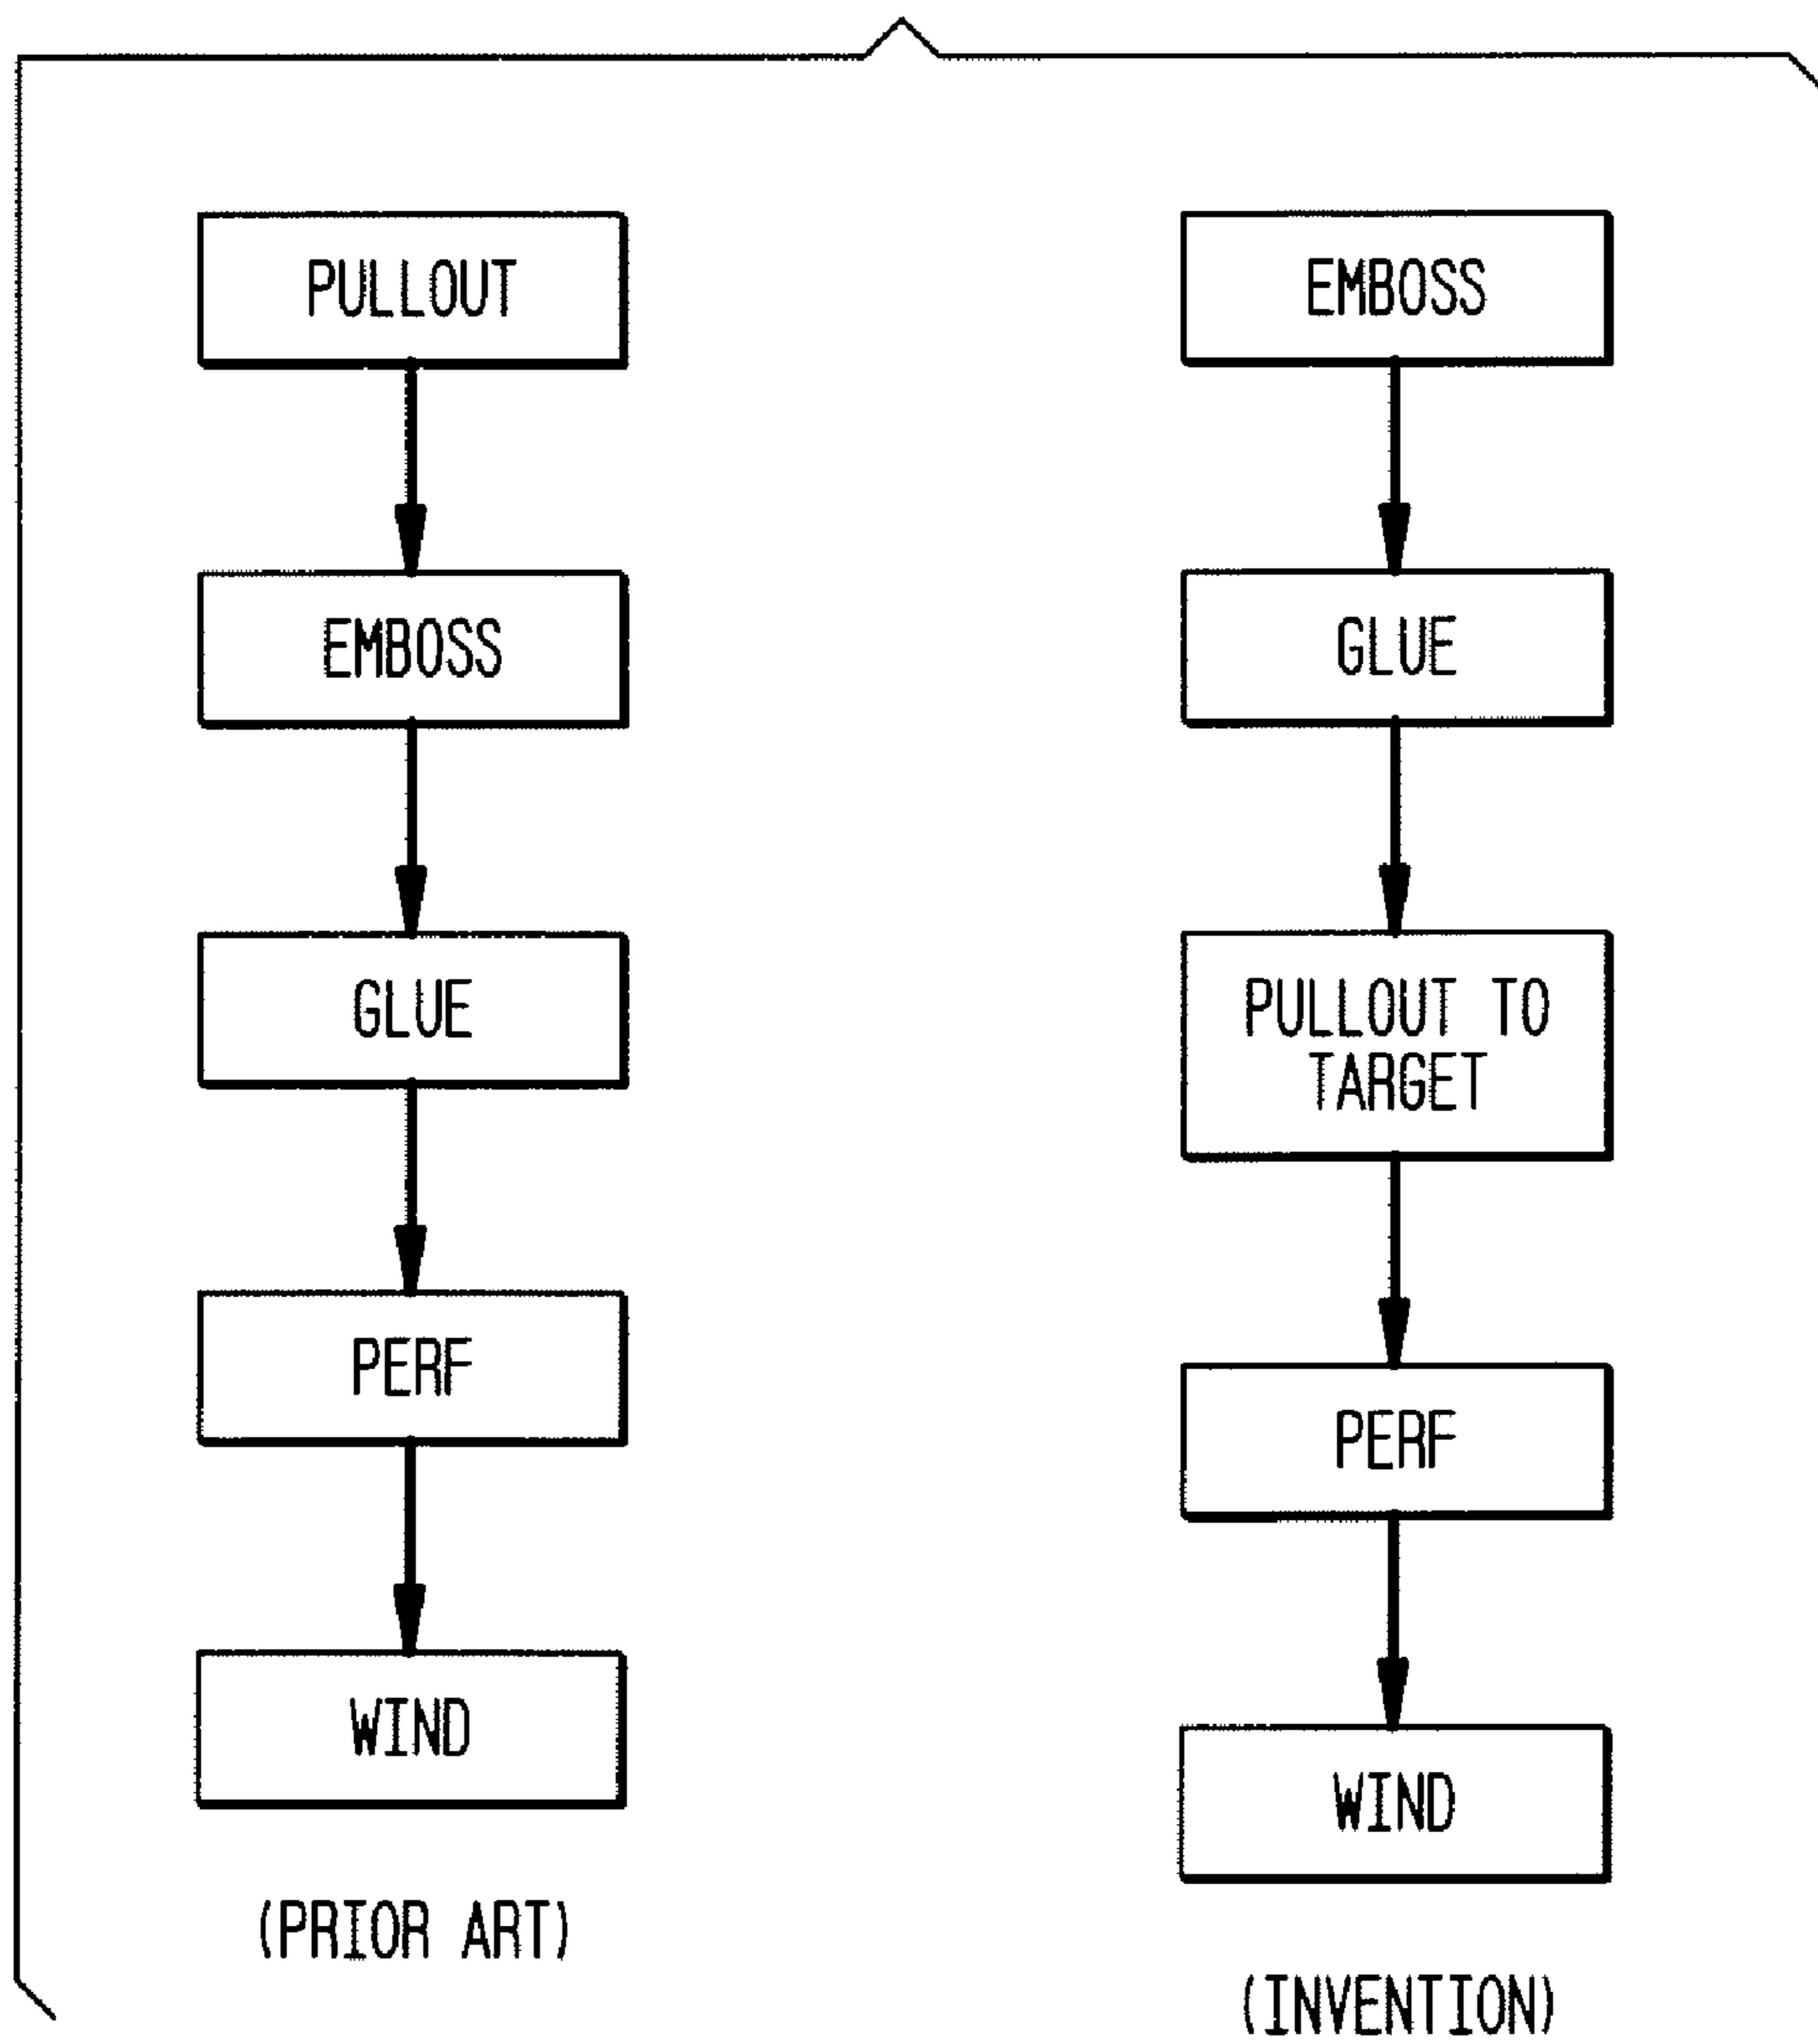 PULLOUT
EMBOSS
GLUE
PERF
WIND
(PRIOR ART)
EMBOSS
GLUE
PULLOUT TO
TARGET
PERF
WIND
(INVENTION)